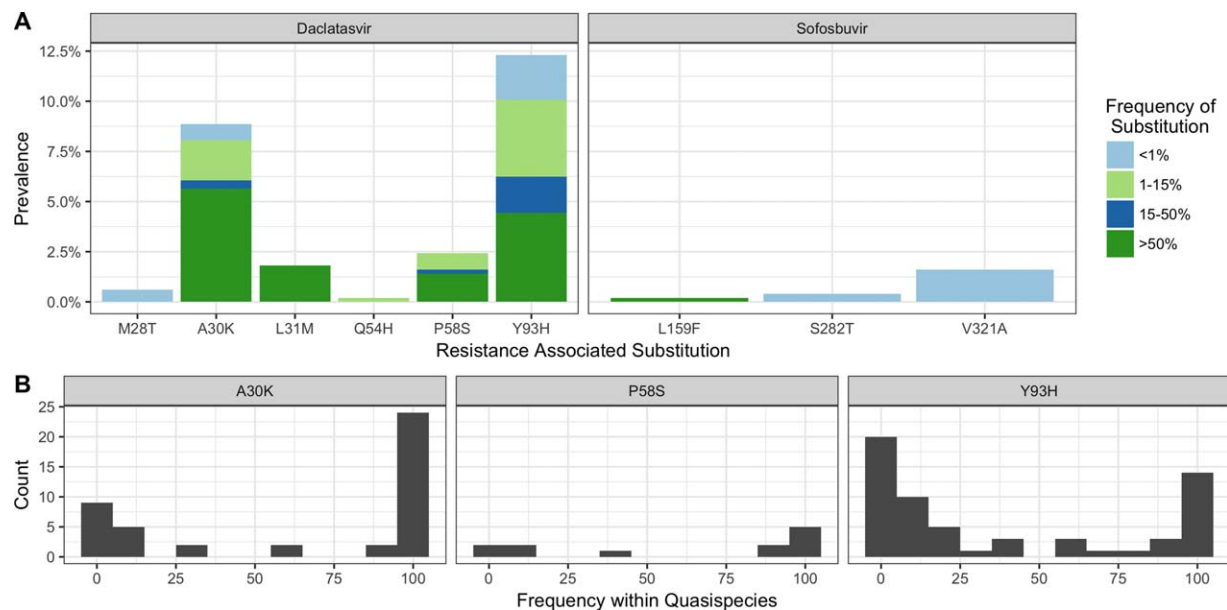 A
Daclatasvir
Sofosbuvir
12.5%
10.0%
7.5%
5.0%
2.5%
0.0%
Prevalence
M28T A30K L31M Q54H P58S Y93H
L159F S282T V321A
Resistance Associated Substitution
Frequency of
Substitution
<1%
1-15%
15-50%
>50%
B
A30K
P58S
Y93H
25
20
15
10
5
0
Count
0 25 50 75 100
0 25 50 75 100
0 25 50 75 100
Frequency within Quasispecies